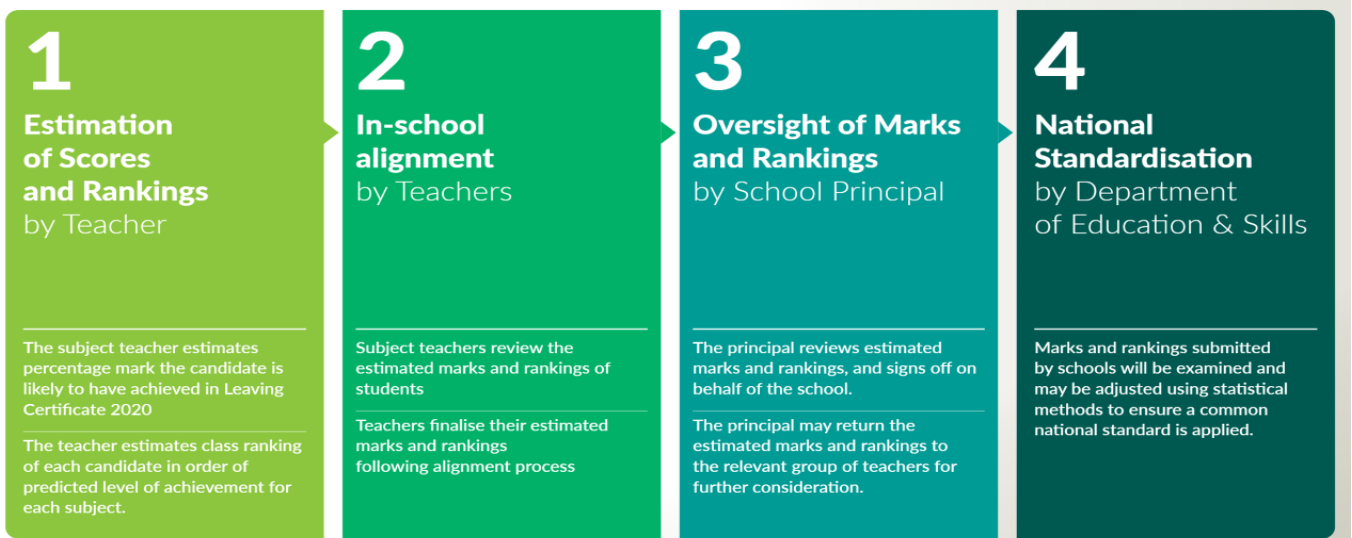 1
Estimation
of Scores
and Rankings
by Teacher
The subject teacher estimates
percentage mark the candidate is
likely to have achieved in Leaving
Certificate 2020
The teacher estimates class ranking
of each candidate in order of
predicted level of achievement for
each subject.
2
In-school
alignment
by Teachers
Subject teachers review the
estimated marks and rankings of
students
Teachers finalise their estimated
marks and rankings
following alignment process
3
Oversight of Marks
and Rankings
by School Principal
The principal reviews estimated
marks and rankings, and signs off on
behalf of the school.
The principal may return the
estimated marks and rankings to
the relevant group of teachers for
further consideration.
4
National
Standardisation
by Department
of Education & Skills
Marks and rankings submitted
by schools will be examined and
may be adjusted using statistical
methods to ensure a common
national standard is applied.